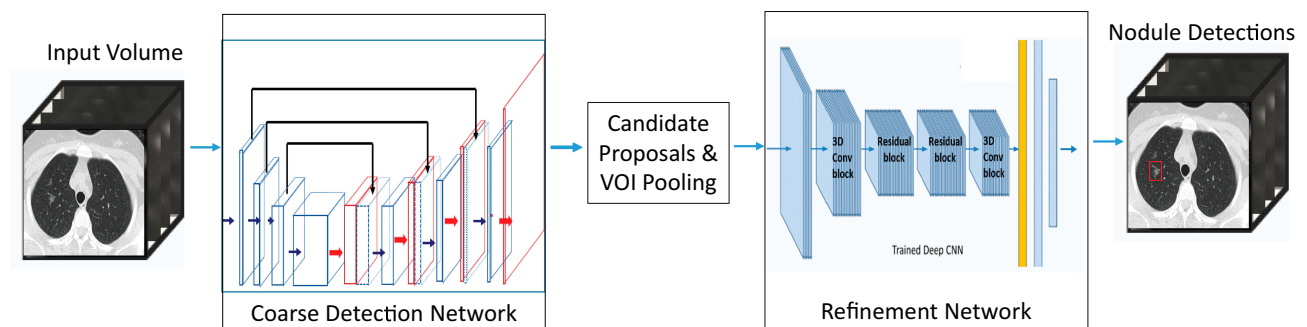 Input Volume
Coarse Detection Network
Candidate
Proposals &
VOI Pooling
3D
Conv
block
Residual
block
Residual
block
3D
Conv
block
Trained Deep CNN
Refinement Network
Nodule Detections